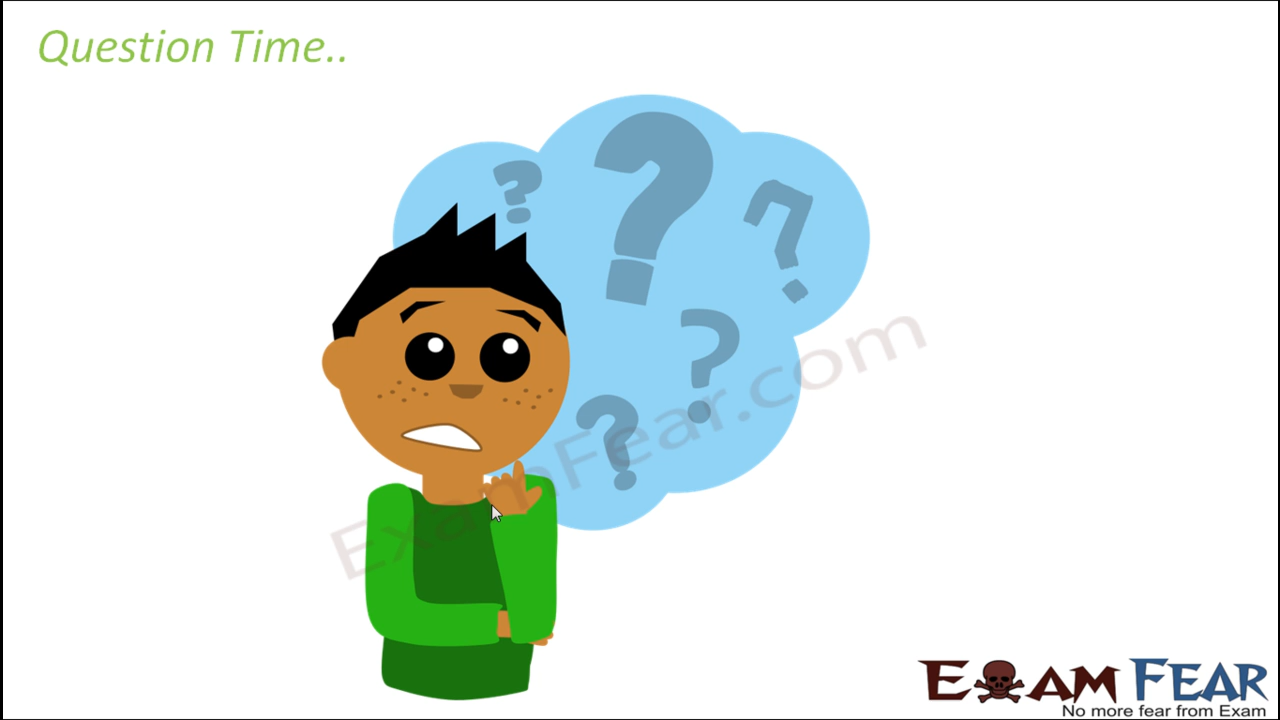 Question Time..
? ? ?
?
?
ExamFear.com
EXAM FEAR
No more fear from Exam